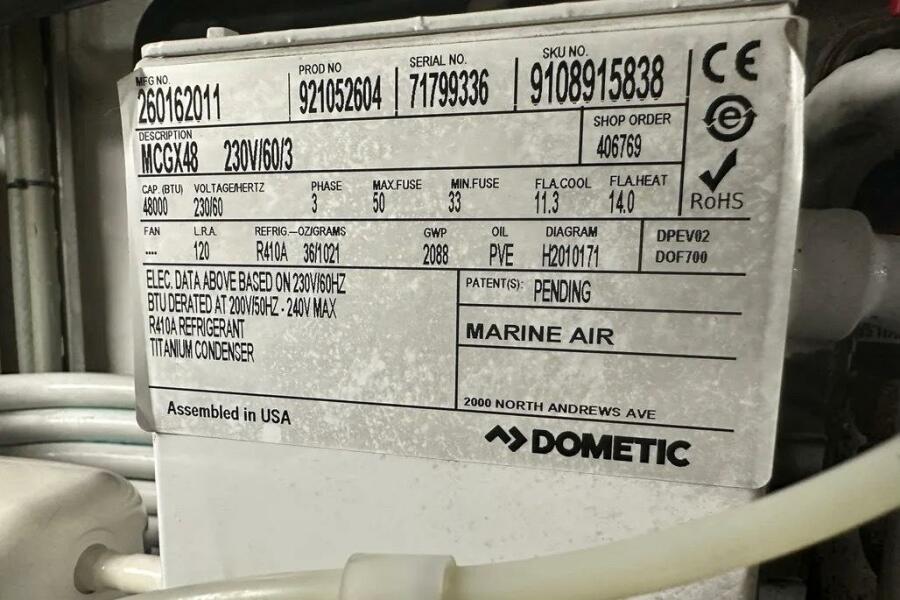 MFG NO. PROD NO SERIAL NO. SKU NO.
260162011 921052604 71799336 9108915838
DESCRIPTION SHOP ORDER
MCGX48 230V/60/3 406769
CAP. (BTU) VOLTAGE/HERTZ PHASE MAX.FUSE MIN.FUSE FLA.COOL FLA.HEAT
48000 230/60 3 50 33 11.3 14.0
FAN L.R.A. REFRIG.—OZ/GRAMS GWP OIL DIAGRAM
---- 120 R410A 36/1021 2088 PVE H2010171
DPEV02
DOF700
CE
e
RoHS
ELEC. DATA ABOVE BASED ON 230V/60HZ
BTU DERATED AT 200V/50HZ - 240V MAX
R410A REFRIGERANT
TITANIUM CONDENSER
PATENT(S): PENDING
MARINE AIR
2000 NORTH ANDREWS AVE
Assembled in USA
DOMETIC